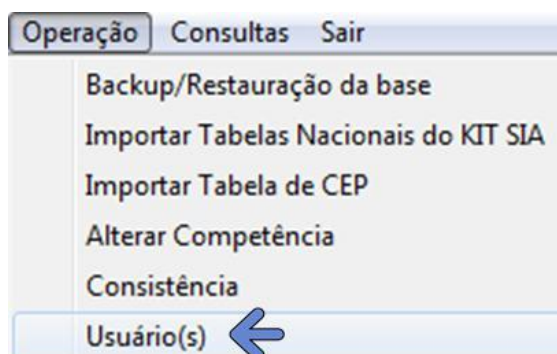 Operação Consultas Sair
Backup/Restauração da base
Importar Tabelas Nacionais do KIT SIA
Importar Tabela de CEP
Alterar Competência
Consistência
Usuário(s)